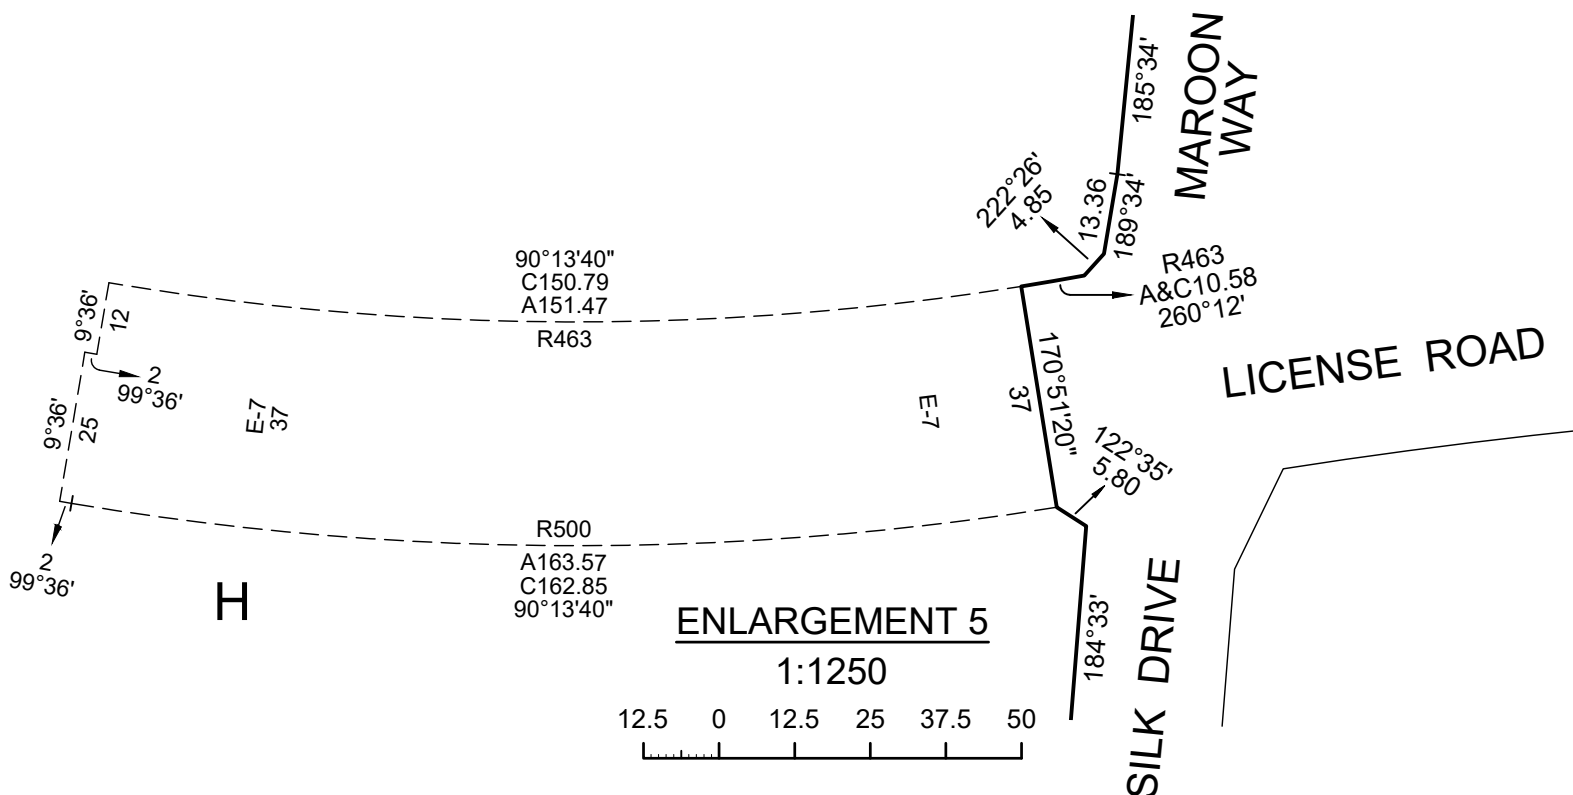 MAROON
WAY
185°34'
13.36
189°34'
222°26'
4.85
R463
A&C10.58
260°12'
90°13'40"
C150.79
A151.47
R463
9°36'
12
2
99°36'
9°36'
25
E-7
37
E-7
170°51'20"
37
LICENSE ROAD
122°35'
5.80
2
99°36'
H
R500
A163.57
C162.85
90°13'40"
184°33'
SILK DRIVE
ENLARGEMENT 5
1:1250
12.5 0 12.5 25 37.5 50